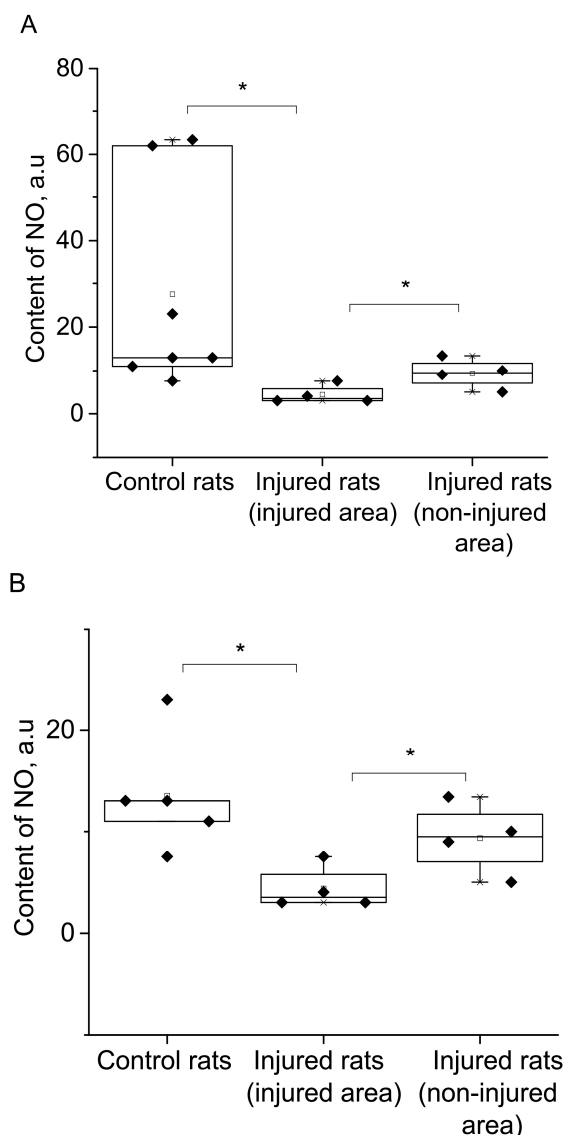 A
80
*
60
*
40
20
0
Content of NO, a.u
Control rats
Injured rats
(injured area)
Injured rats
(non-injured
area)
B
*
20
*
0
Content of NO, a.u
Control rats
Injured rats
(injured area)
Injured rats
(non-injured
area)